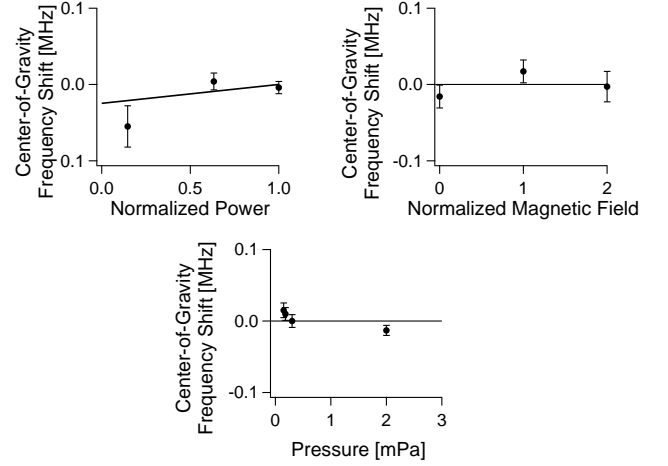 Center-of-Gravity
Frequency Shift [MHz]
-0.1
0.0
0.1
0.0
0.5
1.0
Normalized Power
Center-of-Gravity
Frequency Shift [MHz]
0.1
0.0
-0.1
0
1
2
Normalized Magnetic Field
Center-of-Gravity
Frequency Shift [MHz]
0.1
0.0
-0.1
0
1
2
3
Pressure [mPa]